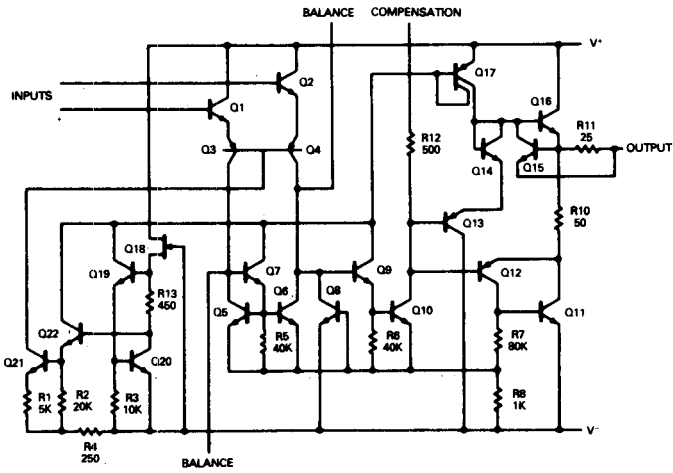 BALANCE
COMPENSATION
V+
Q2
Q17
INPUTS
Q1
Q16
R12
500
R11
25
Q3
Q4
Q14
Q15
OUTPUT
Q13
R10
50
Q18
Q19
Q7
Q9
Q12
R13
450
Q5
Q6
Q8
Q10
Q11
Q22
Q21
Q20
R5
40K
R6
40K
R7
80K
R1
5K
R2
20K
R3
10K
R8
1K
R4
250
V-
BALANCE